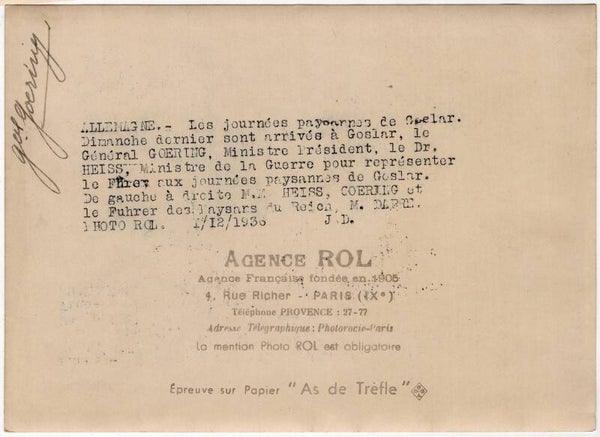 gal Goering
ALLEMAGNE.- Les journées paysannes de Goslar.
Dimanche dernier sont arrivés à Goslar, le
Général GOERING, Ministre Président, le Dr.
HEISS, Ministre de la Guerre pour représenter
le Fürer aux journées paysannes de Goslar.
De gauche à droite M.M. HEISS, GOERING et
le Fuhrer des Paysans du Reich, M. DARRE.
PHOTO ROL. 1/12/1936 J.D.
AGENCE ROL
Agence Française fondée en 1905
4, Rue Richer - PARIS (IXe)
Téléphone PROVENCE : 27-77
Adresse Télégraphique : Photorocie-Paris
La mention Photo ROL est obligatoire
Épreuve sur Papier "As de Trèfle"